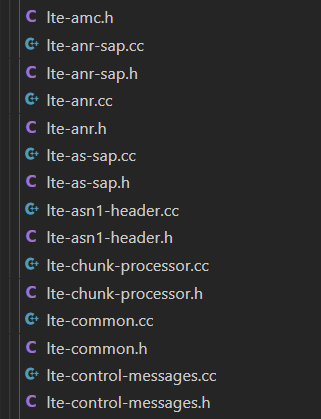 lte-amc.h
lte-anr-sap.cc
lte-anr-sap.h
lte-anr.cc
lte-anr.h
lte-as-sap.cc
lte-as-sap.h
lte-asn1-header.cc
lte-asn1-header.h
lte-chunk-processor.cc
lte-chunk-processor.h
lte-common.cc
lte-common.h
lte-control-messages.cc
lte-control-messages.h